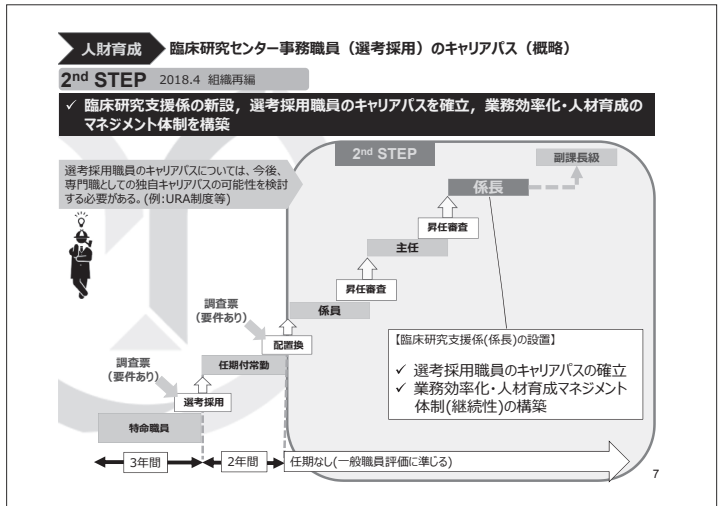 人財育成
臨床研究センター事務職員（選考採用）のキャリアパス（概略）
2nd STEP 2018.4 組織再編
✓ 臨床研究支援係の新設，選考採用職員のキャリアパスを確立，業務効率化・人材育成の
マネジメント体制を構築
選考採用職員のキャリアパスについては、今後、
専門職としての独自キャリアパスの可能性を検討
する必要がある。(例:URA制度等)
2nd STEP
副課長級
係長
昇任審査
主任
昇任審査
係員
調査票
（要件あり）
配置換
任期付常勤
調査票
（要件あり）
選考採用
特命職員
【臨床研究支援係(係長)の設置】
✓ 選考採用職員のキャリアパスの確立
✓ 業務効率化・人材育成マネジメント
体制(継続性)の構築
3年間
2年間
任期なし(一般職員評価に準じる)
7